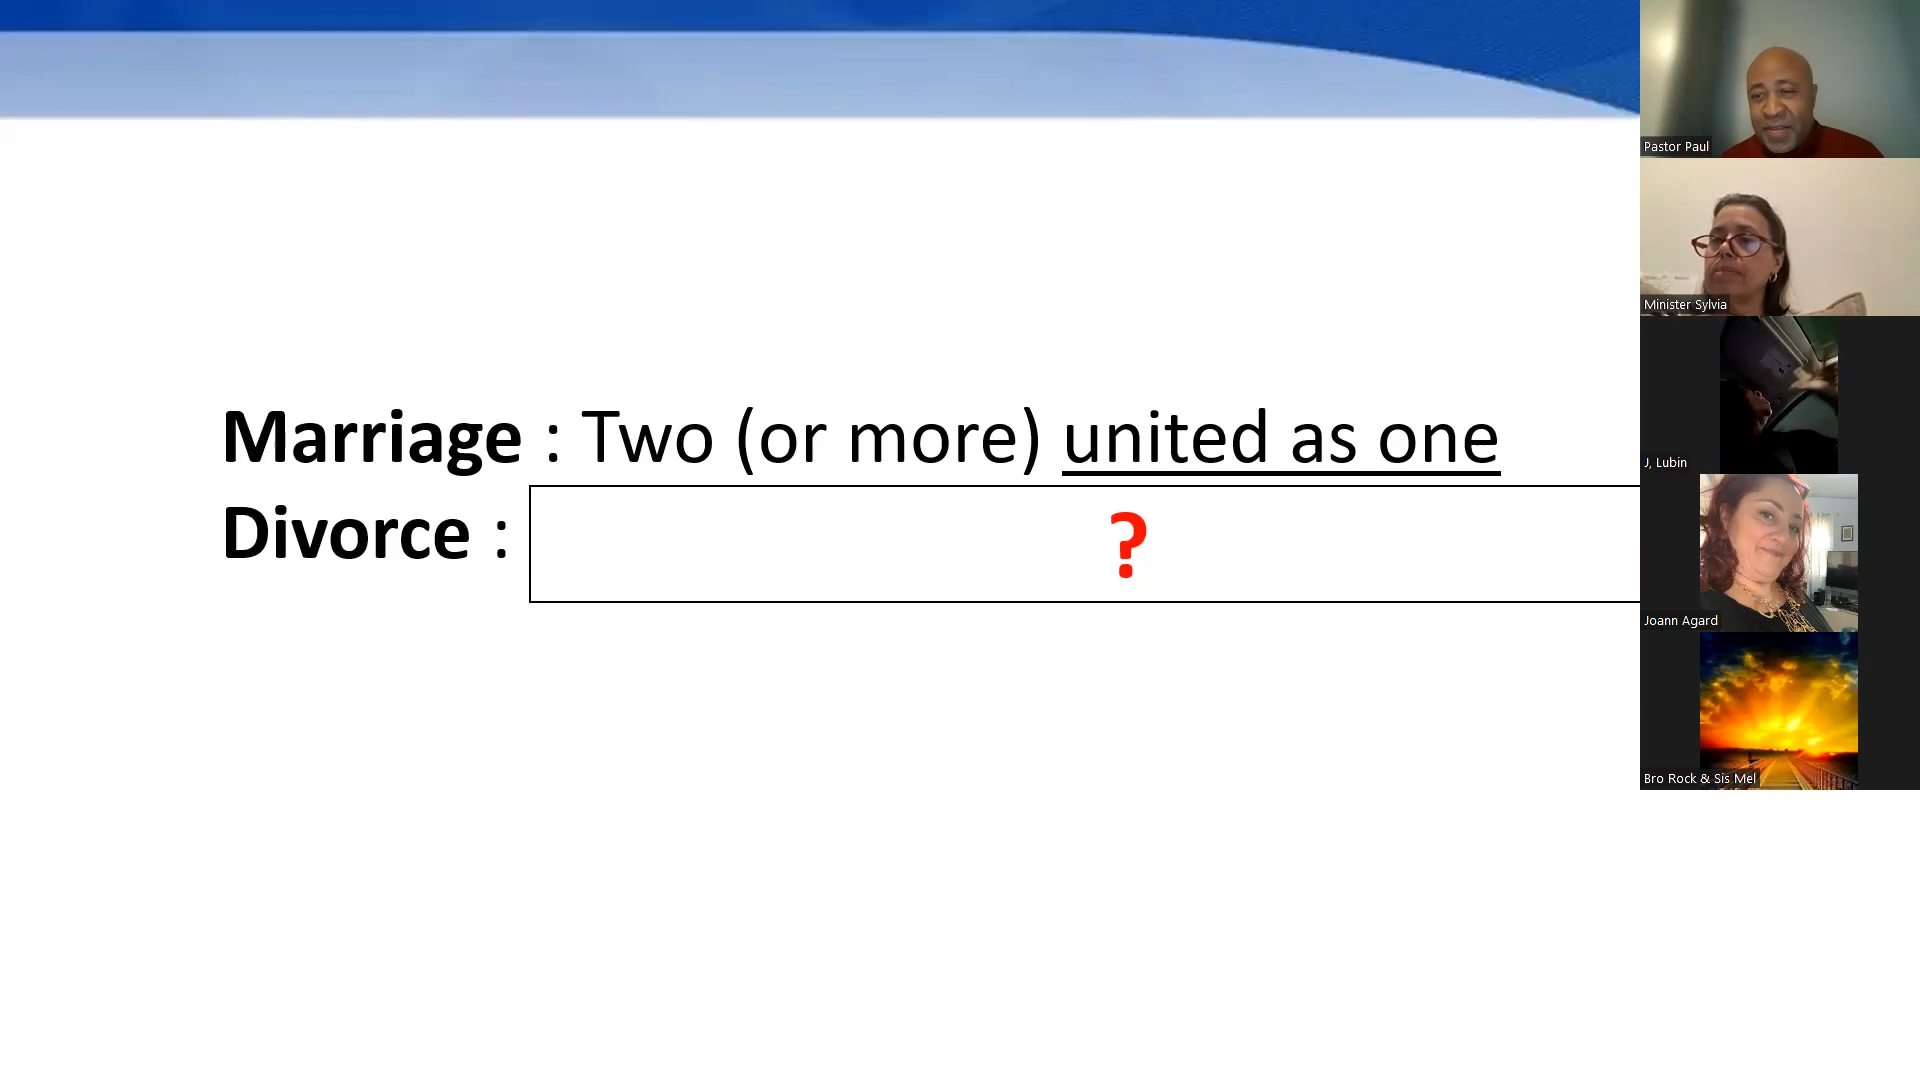 Marriage : Two (or more) united as one
Divorce : ?
Pastor Paul
Minister Sylvia
J, Lubin
Joann Agard
Bro Rock & Sis Mel